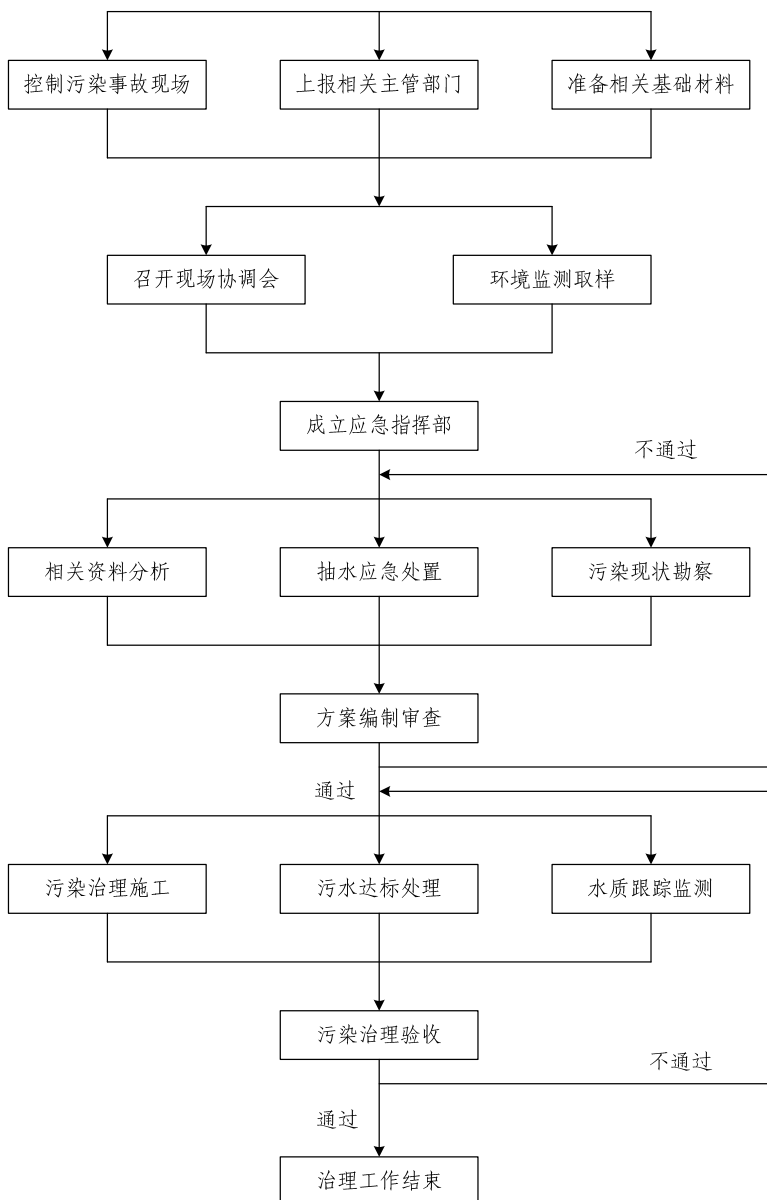 控制污染事故现场
上报相关主管部门
准备相关基础材料
召开现场协调会
环境监测取样
成立应急指挥部
不通过
相关资料分析
抽水应急处置
污染现状勘察
方案编制审查
通过
污染治理施工
污水达标处理
水质跟踪监测
污染治理验收
不通过
通过
治理工作结束